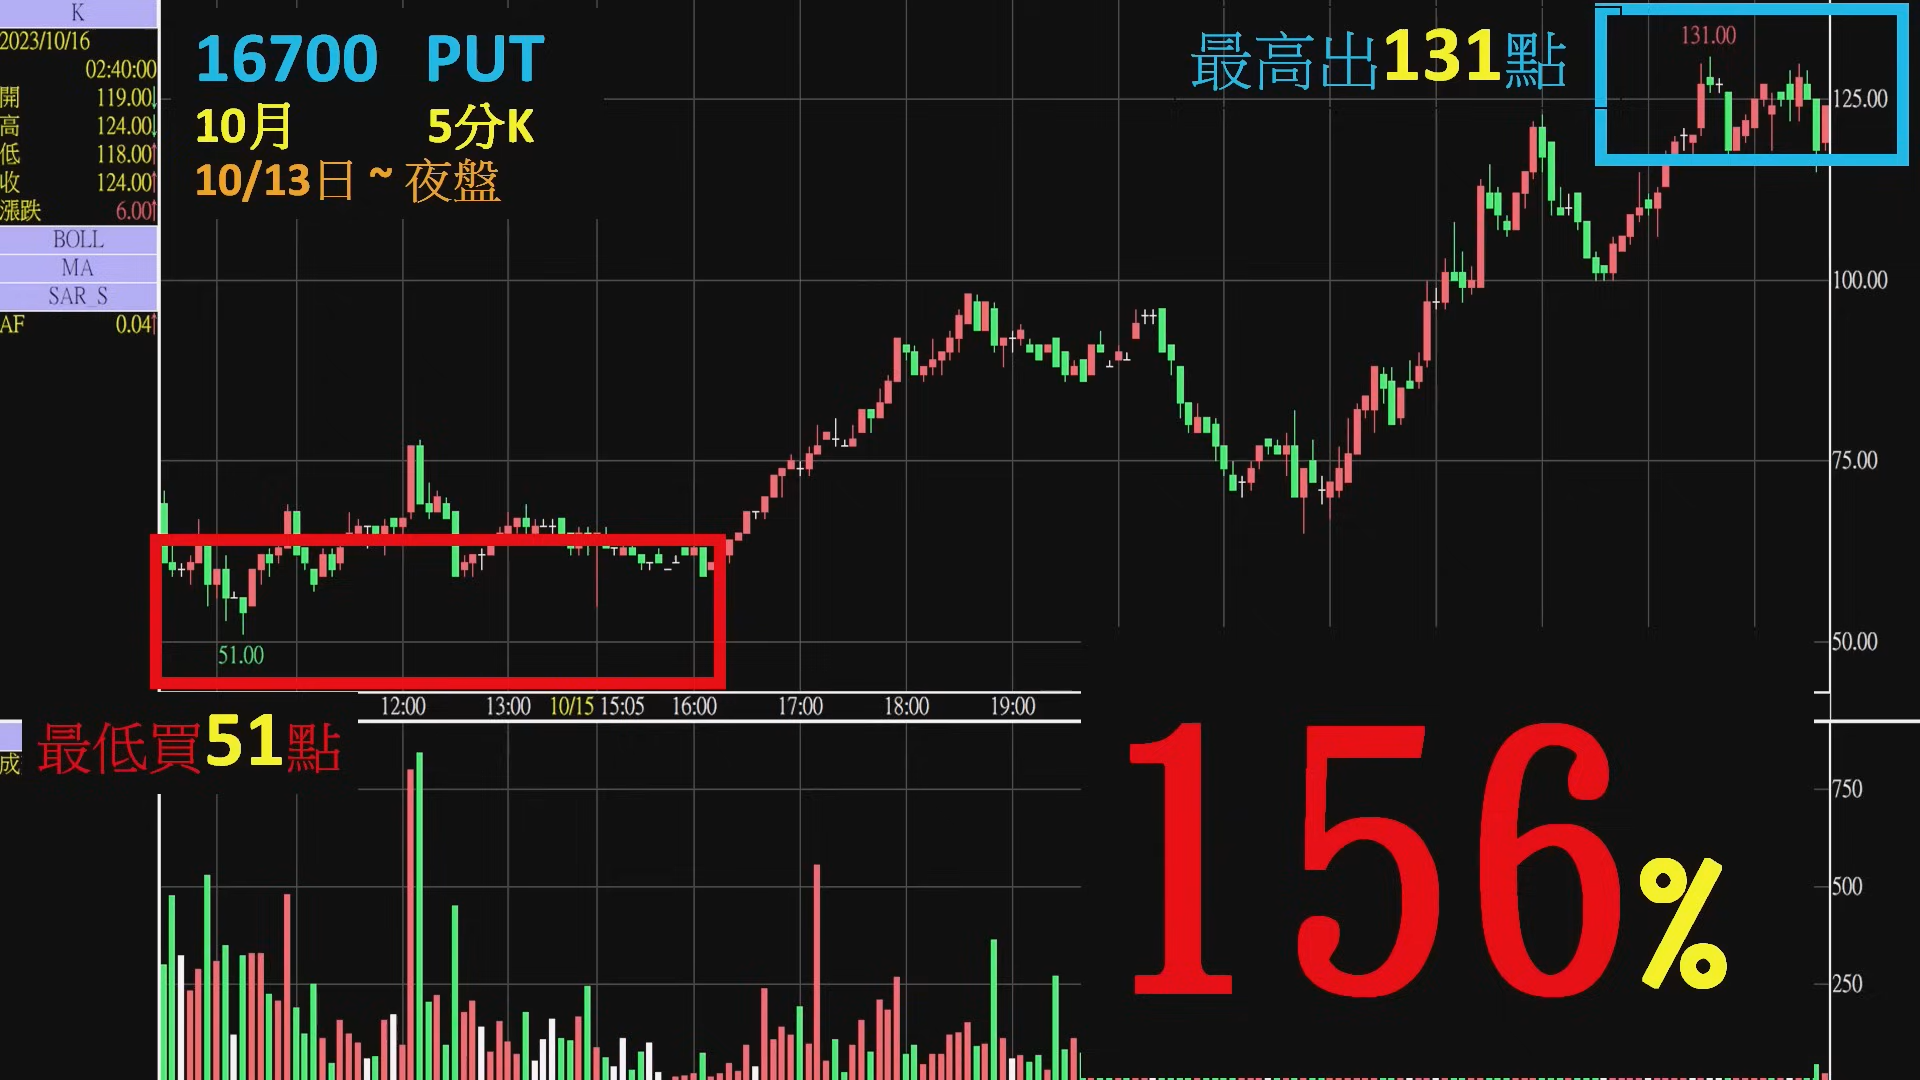 K
2023/10/16
02:40:00
開 119.00↓
高 124.00↓
低 118.00↑
收 124.00↑
漲跌 6.00↑
BOLL
MA
SAR_S
AF 0.04↑
16700 PUT
10月 5分K
10/13日 ~ 夜盤
最高出131點
131.00
125.00
100.00
75.00
50.00
51.00
12:00 13:00 10/15 15:05 16:00 17:00 18:00 19:00
最低買51點
成
156%
750
500
250